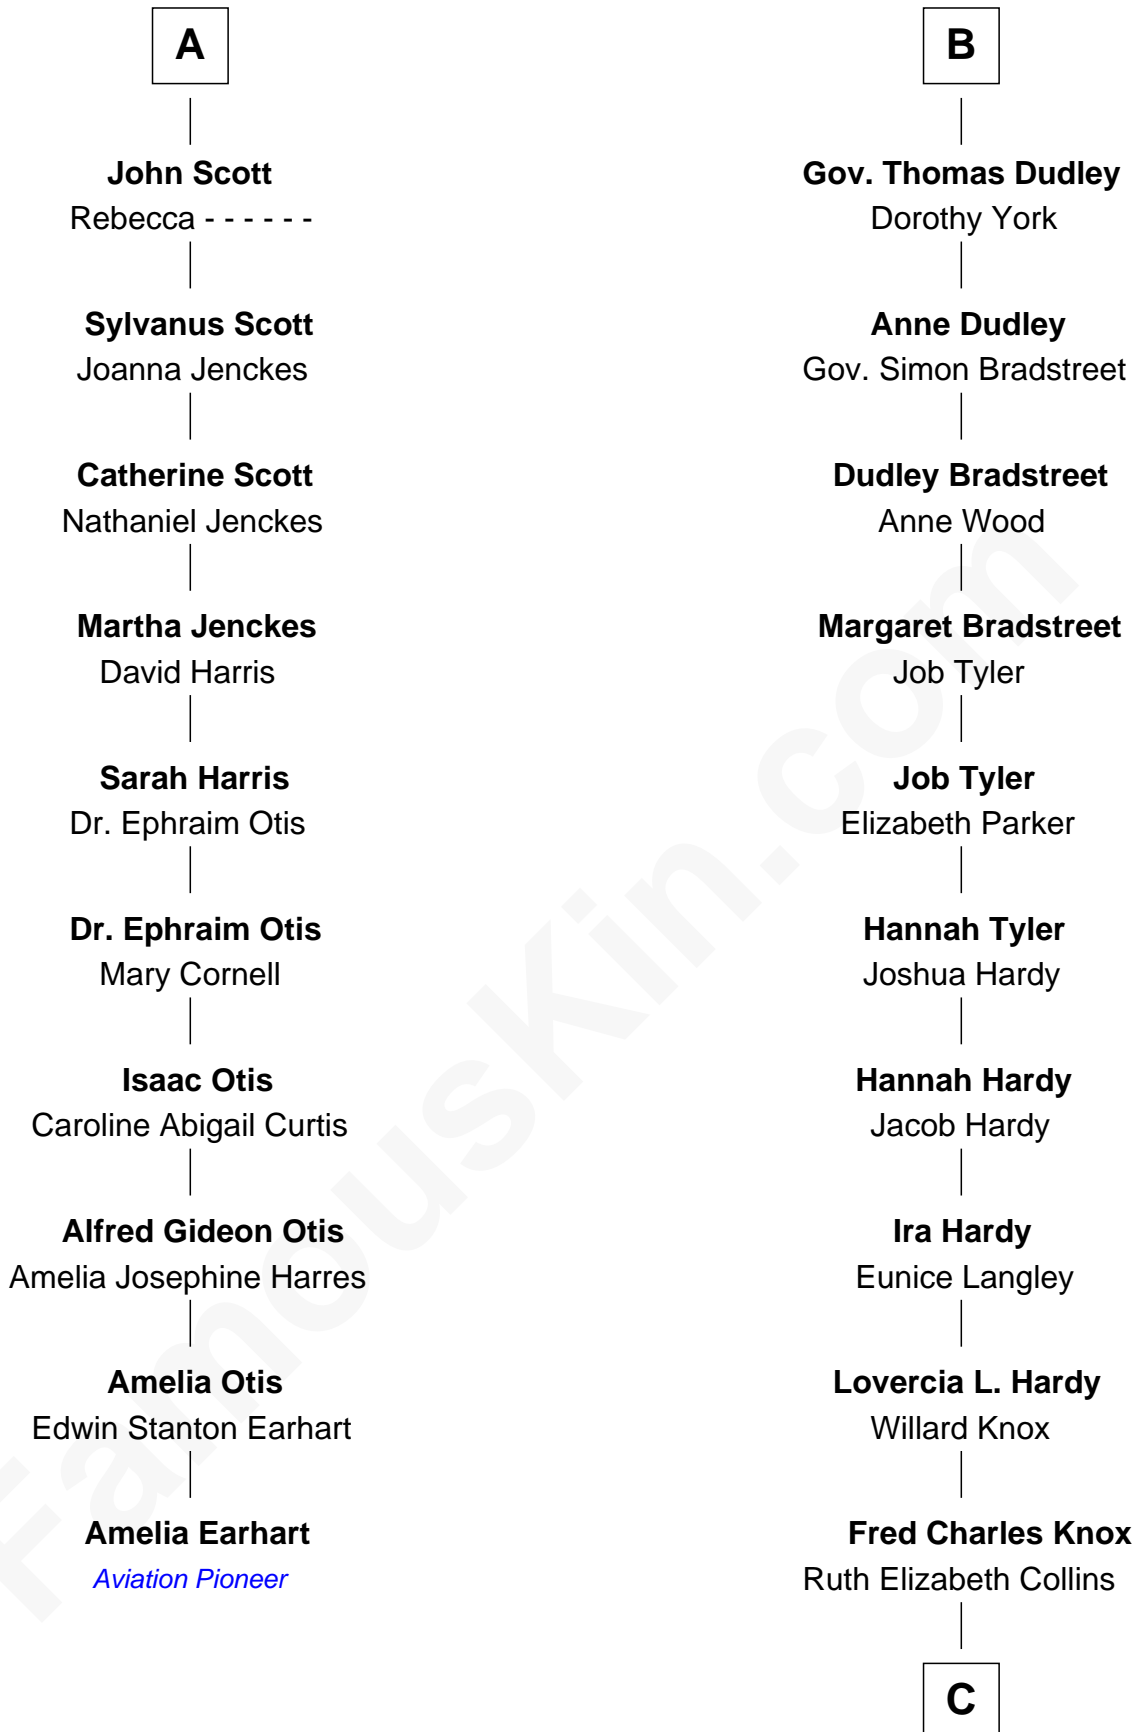 A
John Scott
Rebecca - - - - - -
Sylvanus Scott
Joanna Jenckes
Catherine Scott
Nathaniel Jenckes
Martha Jenckes
David Harris
Sarah Harris
Dr. Ephraim Otis
Dr. Ephraim Otis
Mary Cornell
Isaac Otis
Caroline Abigail Curtis
Alfred Gideon Otis
Amelia Josephine Harres
Amelia Otis
Edwin Stanton Earhart
Amelia Earhart
Aviation Pioneer
B
Gov. Thomas Dudley
Dorothy York
Anne Dudley
Gov. Simon Bradstreet
Dudley Bradstreet
Anne Wood
Margaret Bradstreet
Job Tyler
Job Tyler
Elizabeth Parker
Hannah Tyler
Joshua Hardy
Hannah Hardy
Jacob Hardy
Ira Hardy
Eunice Langley
Lovercia L. Hardy
Willard Knox
Fred Charles Knox
Ruth Elizabeth Collins
C
FamousKin.com